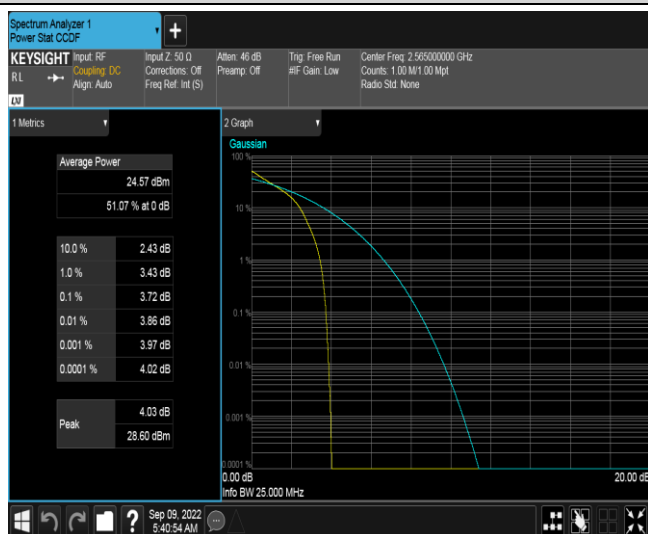 Spectrum Analyzer 1
Power Stat CCDF
+
KEYSIGHT
RL
LXI
Input: RF
Coupling: DC
Align: Auto
Input Z: 50 Ω
Corrections: Off
Freq Ref: Int (S)
Atten: 46 dB
Preamp: Off
Trig: Free Run
#IF Gain: Low
Center Freq: 2.565000000 GHz
Counts: 1.00 M/1.00 Mpt
Radio Std: None
1 Metrics
Average Power
24.57 dBm
51.07 % at 0 dB
10.0 % 2.43 dB
1.0 % 3.43 dB
0.1 % 3.72 dB
0.01 % 3.86 dB
0.001 % 3.97 dB
0.0001 % 4.02 dB
Peak
4.03 dB
28.60 dBm
2 Graph
Gaussian
100 %
10 %
1 %
0.1 %
0.01 %
0.001 %
0.0001 %
0.00 dB 20.00 dB
Info BW 25.000 MHz
?
Sep 09, 2022
5:40:54 AM